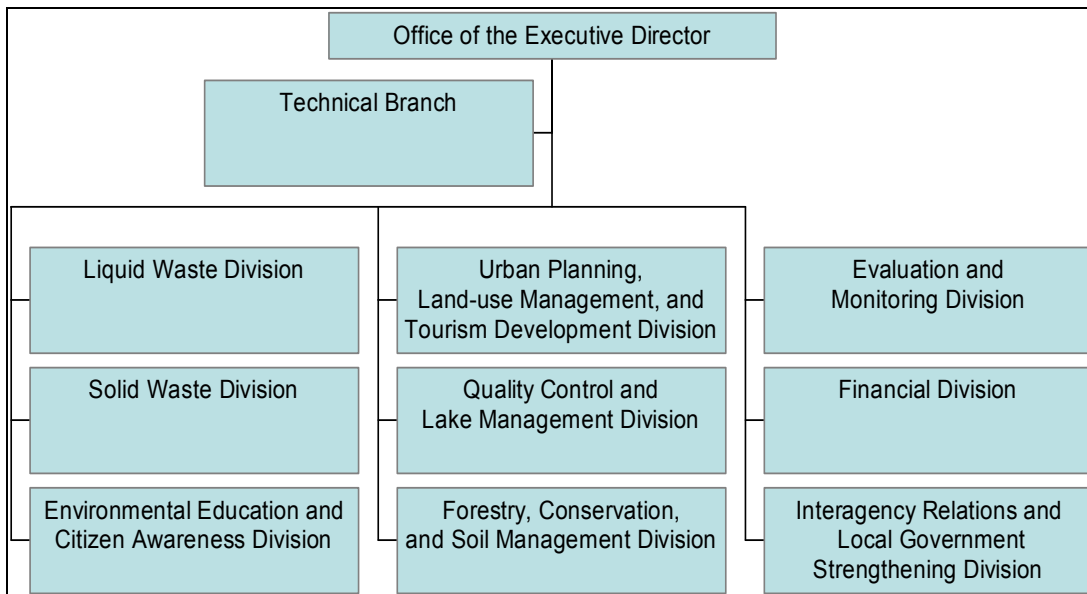 Office of the Executive Director
Technical Branch
Liquid Waste Division
Urban Planning,
Land-use Management, and
Tourism Development Division
Evaluation and
Monitoring Division
Solid Waste Division
Quality Control and
Lake Management Division
Financial Division
Environmental Education and
Citizen Awareness Division
Forestry, Conservation,
and Soil Management Division
Interagency Relations and
Local Government
Strengthening Division